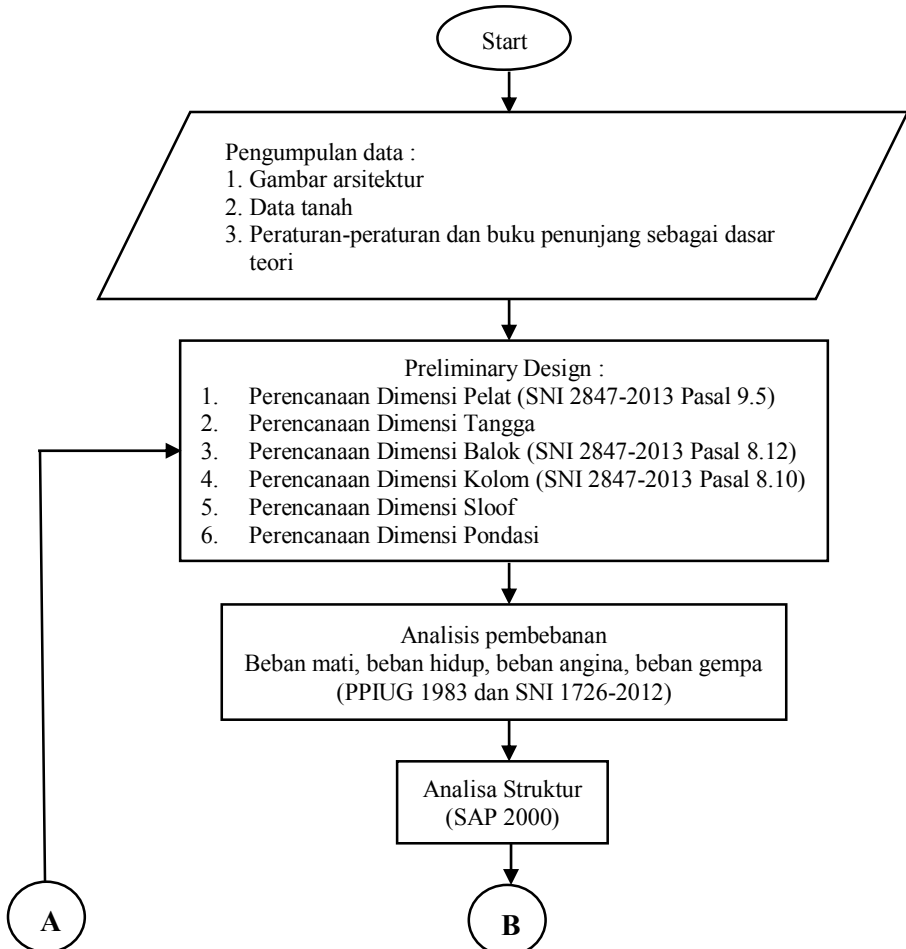 Start
Pengumpulan data :
1. Gambar arsitektur
2. Data tanah
3. Peraturan-peraturan dan buku penunjang sebagai dasar
teori
Preliminary Design :
1. Perencanaan Dimensi Pelat (SNI 2847-2013 Pasal 9.5)
2. Perencanaan Dimensi Tangga
3. Perencanaan Dimensi Balok (SNI 2847-2013 Pasal 8.12)
4. Perencanaan Dimensi Kolom (SNI 2847-2013 Pasal 8.10)
5. Perencanaan Dimensi Sloof
6. Perencanaan Dimensi Pondasi
Analisis pembebanan
Beban mati, beban hidup, beban angina, beban gempa
(PPIUG 1983 dan SNI 1726-2012)
Analisa Struktur
(SAP 2000)
A
B